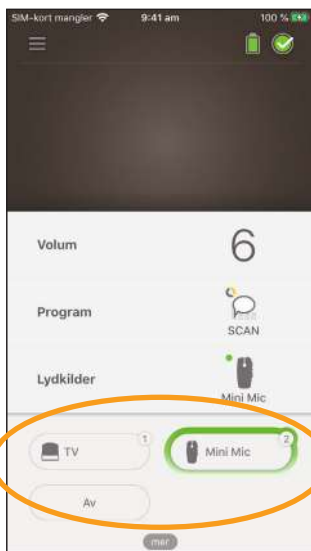 SIM-kort mangler 9:41 am 100 %
Volum 6
Program
SCAN
Lydkilder
Mini Mic
TV 1 Mini Mic 2
Av
mer